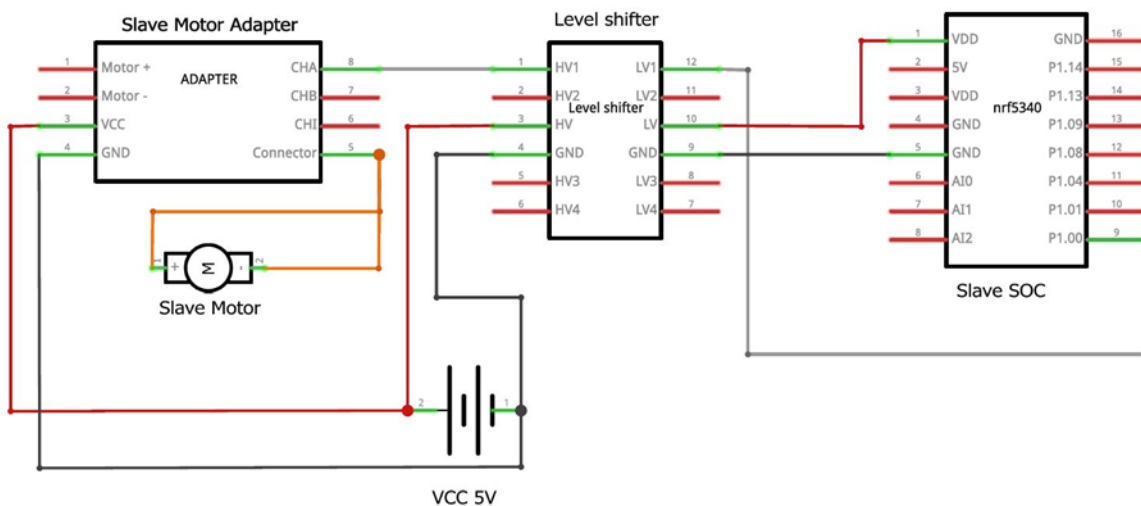 Slave Motor Adapter
ADAPTER
1 Motor +
2 Motor -
3 VCC
4 GND
CHA 8
CHB 7
CHI 6
Connector 5
1 + M - 2
Slave Motor
Level shifter
Level shifter
1 HV1
2 HV2
3 HV
4 GND
5 HV3
6 HV4
LV1 12
LV2 11
LV 10
GND 9
LV3 8
LV4 7
nrf5340
1 VDD
2 5V
3 VDD
4 GND
5 GND
6 AI0
7 AI1
8 AI2
GND 16
P1.14 15
P1.13 14
P1.09 13
P1.08 12
P1.04 11
P1.01 10
P1.00 9
Slave SOC
2 1
VCC 5V